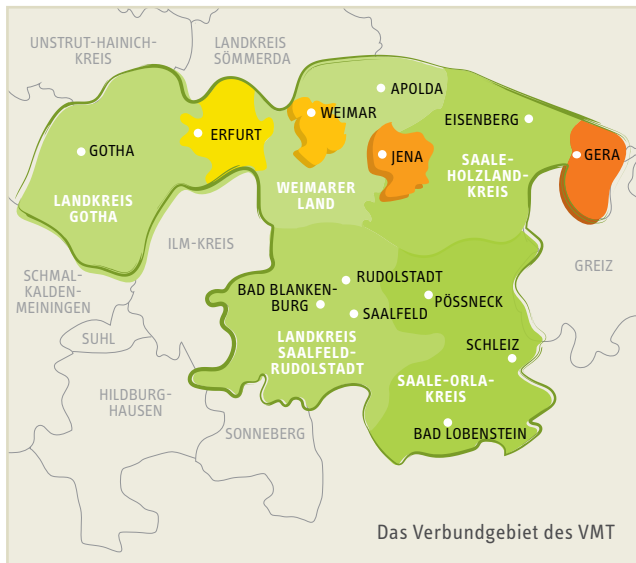 UNSTRUT-HAINICH-
KREIS
LANDKREIS
SÖMMERDA
APOLDA
WEIMAR
EISENBERG
ERFURT
GOTHA
JENA
GERA
SAALE-
HOLZLAND-
KREIS
WEIMARER
LAND
LANDKREIS
GOTHA
ILM-KREIS
GREIZ
SCHMAL-
KALDEN-
MEININGEN
RUDOLSTADT
BAD BLANKEN-
BURG
PÖSSNECK
SAALFELD
SUHL
LANDKREIS
SAALFELD-
RUDOLSTADT
SCHLEIZ
SAALE-ORLA-
KREIS
HILDBURG-
HAUSEN
SONNEBERG
BAD LOBENSTEIN
Das Verbundgebiet des VMT